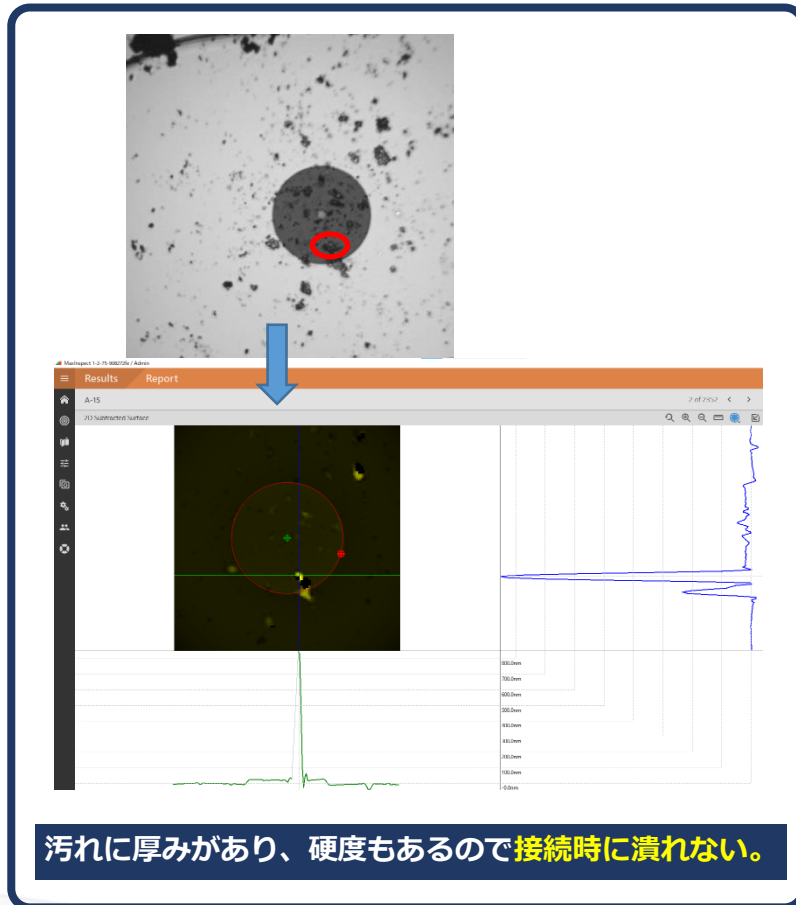 Results Report
A-15
2D Subtracted Surface
800.0nm
700.0nm
600.0nm
500.0nm
400.0nm
300.0nm
200.0nm
100.0nm
-0.0nm
汚れに厚みがあり、硬度もあるので接続時に潰れない。